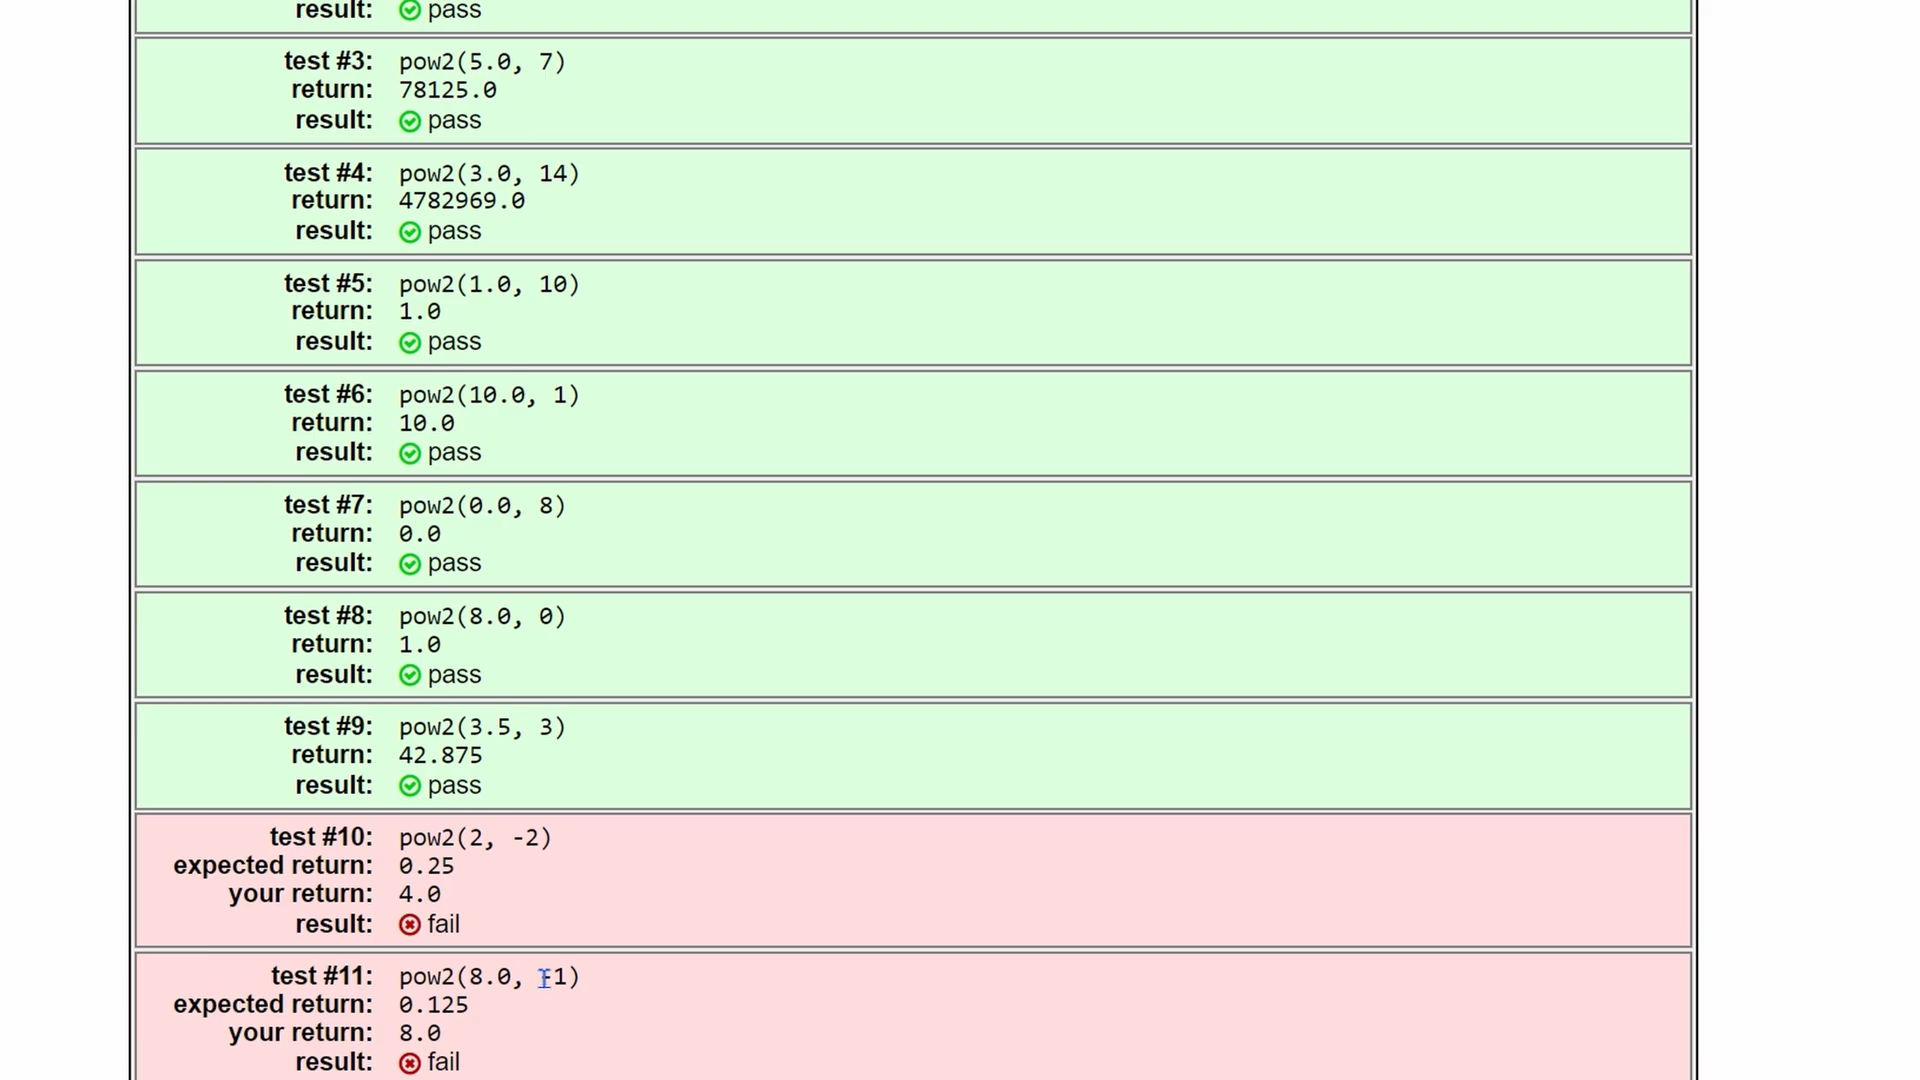 result: pass
test #3: pow2(5.0, 7)
return: 78125.0
result: pass
test #4: pow2(3.0, 14)
return: 4782969.0
result: pass
test #5: pow2(1.0, 10)
return: 1.0
result: pass
test #6: pow2(10.0, 1)
return: 10.0
result: pass
test #7: pow2(0.0, 8)
return: 0.0
result: pass
test #8: pow2(8.0, 0)
return: 1.0
result: pass
test #9: pow2(3.5, 3)
return: 42.875
result: pass
test #10: pow2(2, -2)
expected return: 0.25
your return: 4.0
result: fail
test #11: pow2(8.0, -1)
expected return: 0.125
your return: 8.0
result: fail